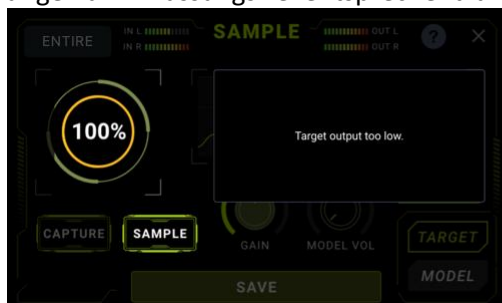 ENTIRE
IN L
IN R
SAMPLE
OUT L
OUT R
?
100%
Target output too low.
CAPTURE
SAMPLE
GAIN
MODEL VOL
TARGET
MODEL
SAVE